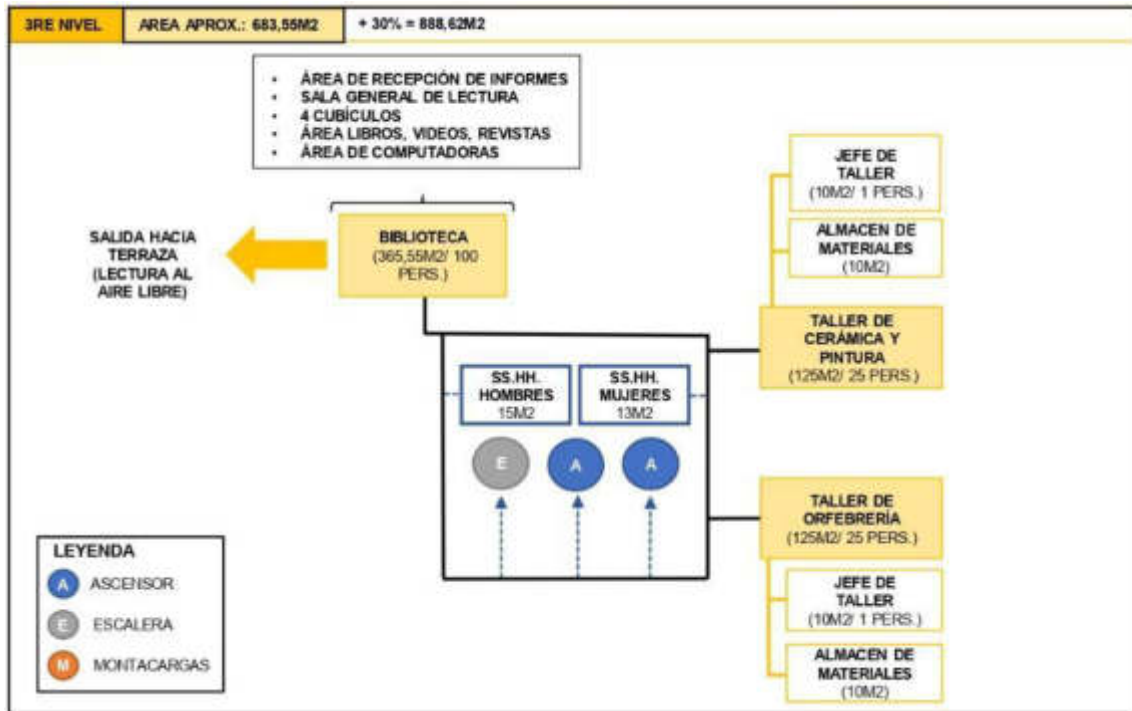 3RE NIVEL
AREA APROX.: 683,55M2
+ 30% = 888,62M2
• ÁREA DE RECEPCIÓN DE INFORMES
• SALA GENERAL DE LECTURA
• 4 CUBÍCULOS
• ÁREA LIBROS, VIDEOS, REVISTAS
• ÁREA DE COMPUTADORAS
SALIDA HACIA
TERRAZA
(LECTURA AL
AIRE LIBRE)
BIBLIOTECA
(365,55M2/ 100
PERS.)
JEFE DE
TALLER
(10M2/ 1 PERS.)
ALMACEN DE
MATERIALES
(10M2)
TALLER DE
CERÁMICA Y
PINTURA
(125M2/ 25 PERS.)
SS.HH.
HOMBRES
15M2
SS.HH.
MUJERES
13M2
E
A
A
TALLER DE
ORFEBRERÍA
(125M2/ 25 PERS.)
JEFE DE
TALLER
(10M2/ 1 PERS.)
ALMACEN DE
MATERIALES
(10M2)
LEYENDA
A ASCENSOR
E ESCALERA
M MONTACARGAS